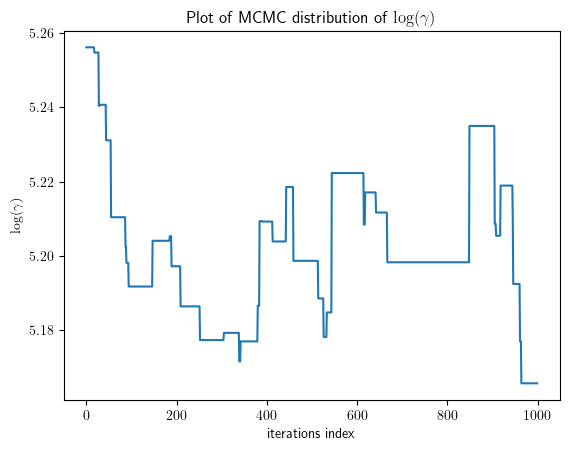 Plot of MCMC distribution of log(γ)
5.26
5.24
5.22
5.20
5.18
log(γ)
0 200 400 600 800 1000
iterations index